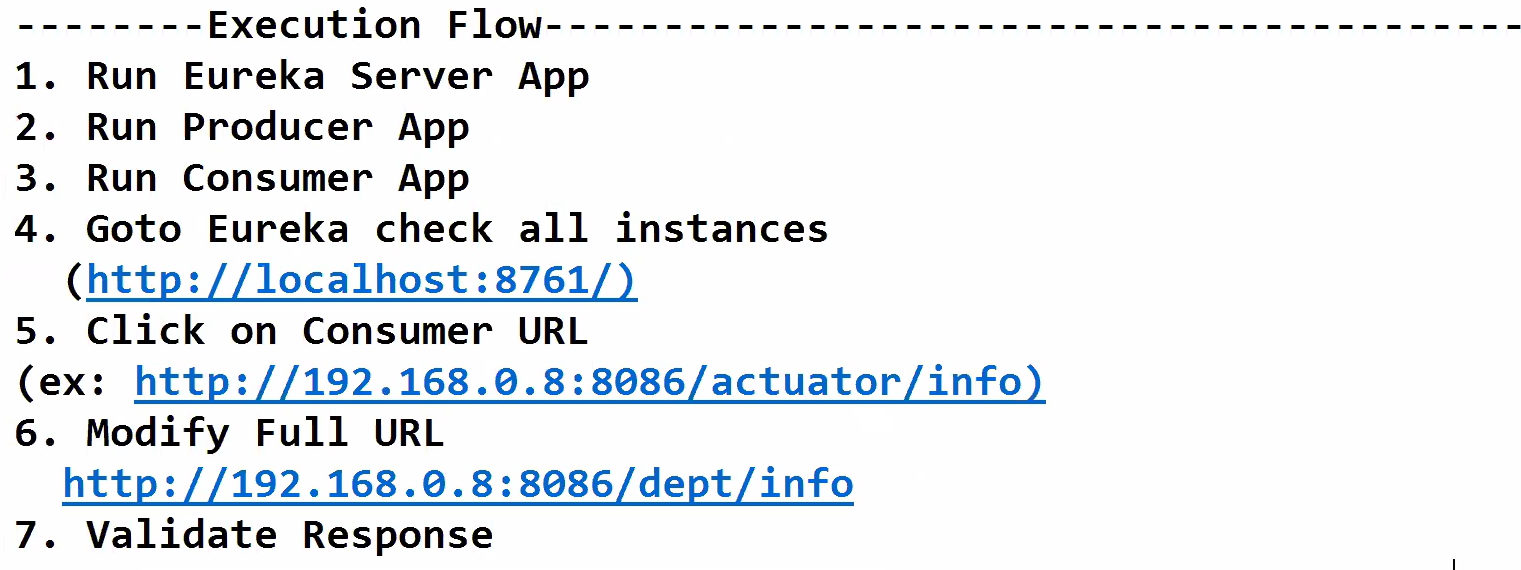 --------Execution Flow-----------------------------------------
1. Run Eureka Server App
2. Run Producer App
3. Run Consumer App
4. Goto Eureka check all instances
(http://localhost:8761/)
5. Click on Consumer URL
(ex: http://192.168.0.8:8086/actuator/info)
6. Modify Full URL
http://192.168.0.8:8086/dept/info
7. Validate Response